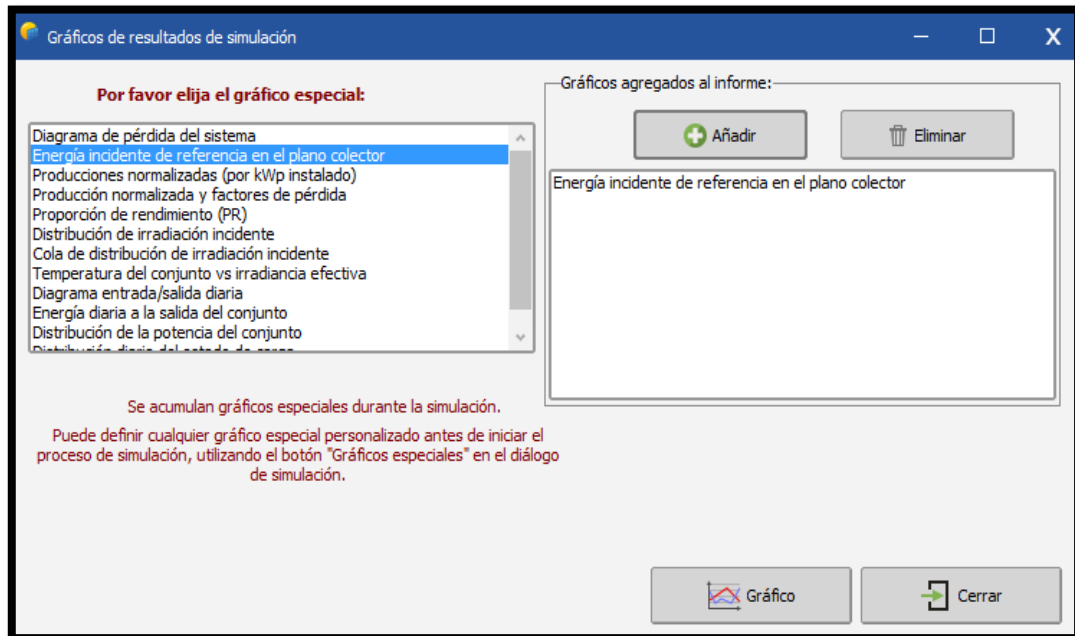 Gráficos de resultados de simulación
Por favor elija el gráfico especial:
Diagrama de pérdida del sistema
Energía incidente de referencia en el plano colector
Producciones normalizadas (por kWp instalado)
Producción normalizada y factores de pérdida
Proporción de rendimiento (PR)
Distribución de irradiación incidente
Cola de distribución de irradiación incidente
Temperatura del conjunto vs irradiancia efectiva
Diagrama entrada/salida diaria
Energía diaria a la salida del conjunto
Distribución de la potencia del conjunto
Distribución diaria del estado de carga
Se acumulan gráficos especiales durante la simulación.
Puede definir cualquier gráfico especial personalizado antes de iniciar el
proceso de simulación, utilizando el botón "Gráficos especiales" en el diálogo
de simulación.
Gráficos agregados al informe:
Añadir
Eliminar
Energía incidente de referencia en el plano colector
Gráfico
Cerrar